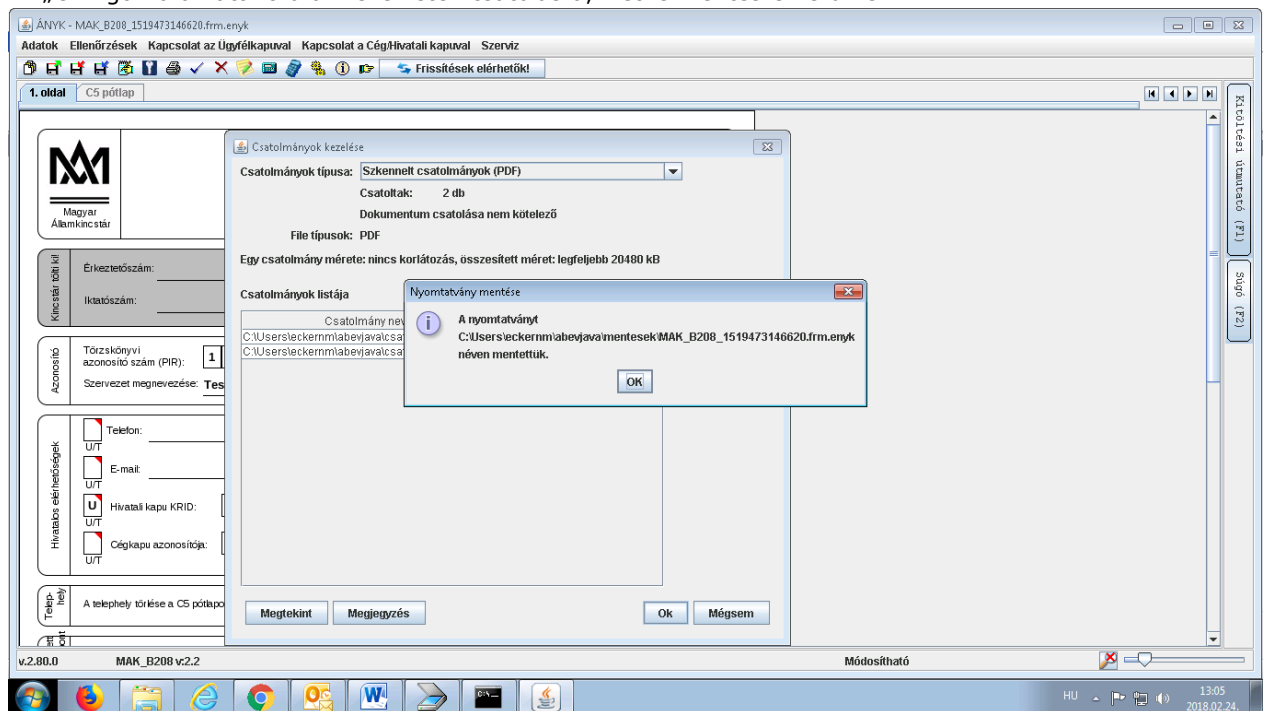 ÁNYK - MAK_B208_1519473146620.frm.enyk
Adatok Ellenőrzések Kapcsolat az Ügyfélkapuval Kapcsolat a Cég/Hivatali kapuval Szerviz
Frissítések elérhetők!
1. oldal C5 pótlap
Kitöltési útmutató (F1)
Súgó (F2)
Magyar
Államkincstár
Kincstár tölti ki!
Érkeztetőszám:
Iktatószám:
Azonosító
Törzskönyvi
azonosító szám (PIR): 1
Szervezet megnevezése: Tes
Hivatalos elérhetőségek
Telefon:
U/T
E-mail:
U/T
U Hivatali kapu KRID:
U/T
Cégkapu azonosítója:
U/T
Telep-
hely
A telephely törlése a C5 pótlapo
Csatolmányok kezelése
Csatolmányok típusa: Szkennelt csatolmányok (PDF)
Csatoltak: 2 db
Dokumentum csatolása nem kötelező
File típusok: PDF
Egy csatolmány mérete: nincs korlátozás, összesített méret: legfeljebb 20480 kB
Csatolmányok listája
Csatolmány nev
C:\Users\eckernm\abevjava\csa
C:\Users\eckernm\abevjava\csa
Megtekint Megjegyzés Ok Mégsem
Nyomtatvány mentése
A nyomtatványt
C:\Users\eckernm\abevjava\mentesek\MAK_B208_1519473146620.frm.enyk
néven mentettük.
OK
v.2.80.0 MAK_B208 v:2.2 Módosítható
HU 13:05
2018.02.24.